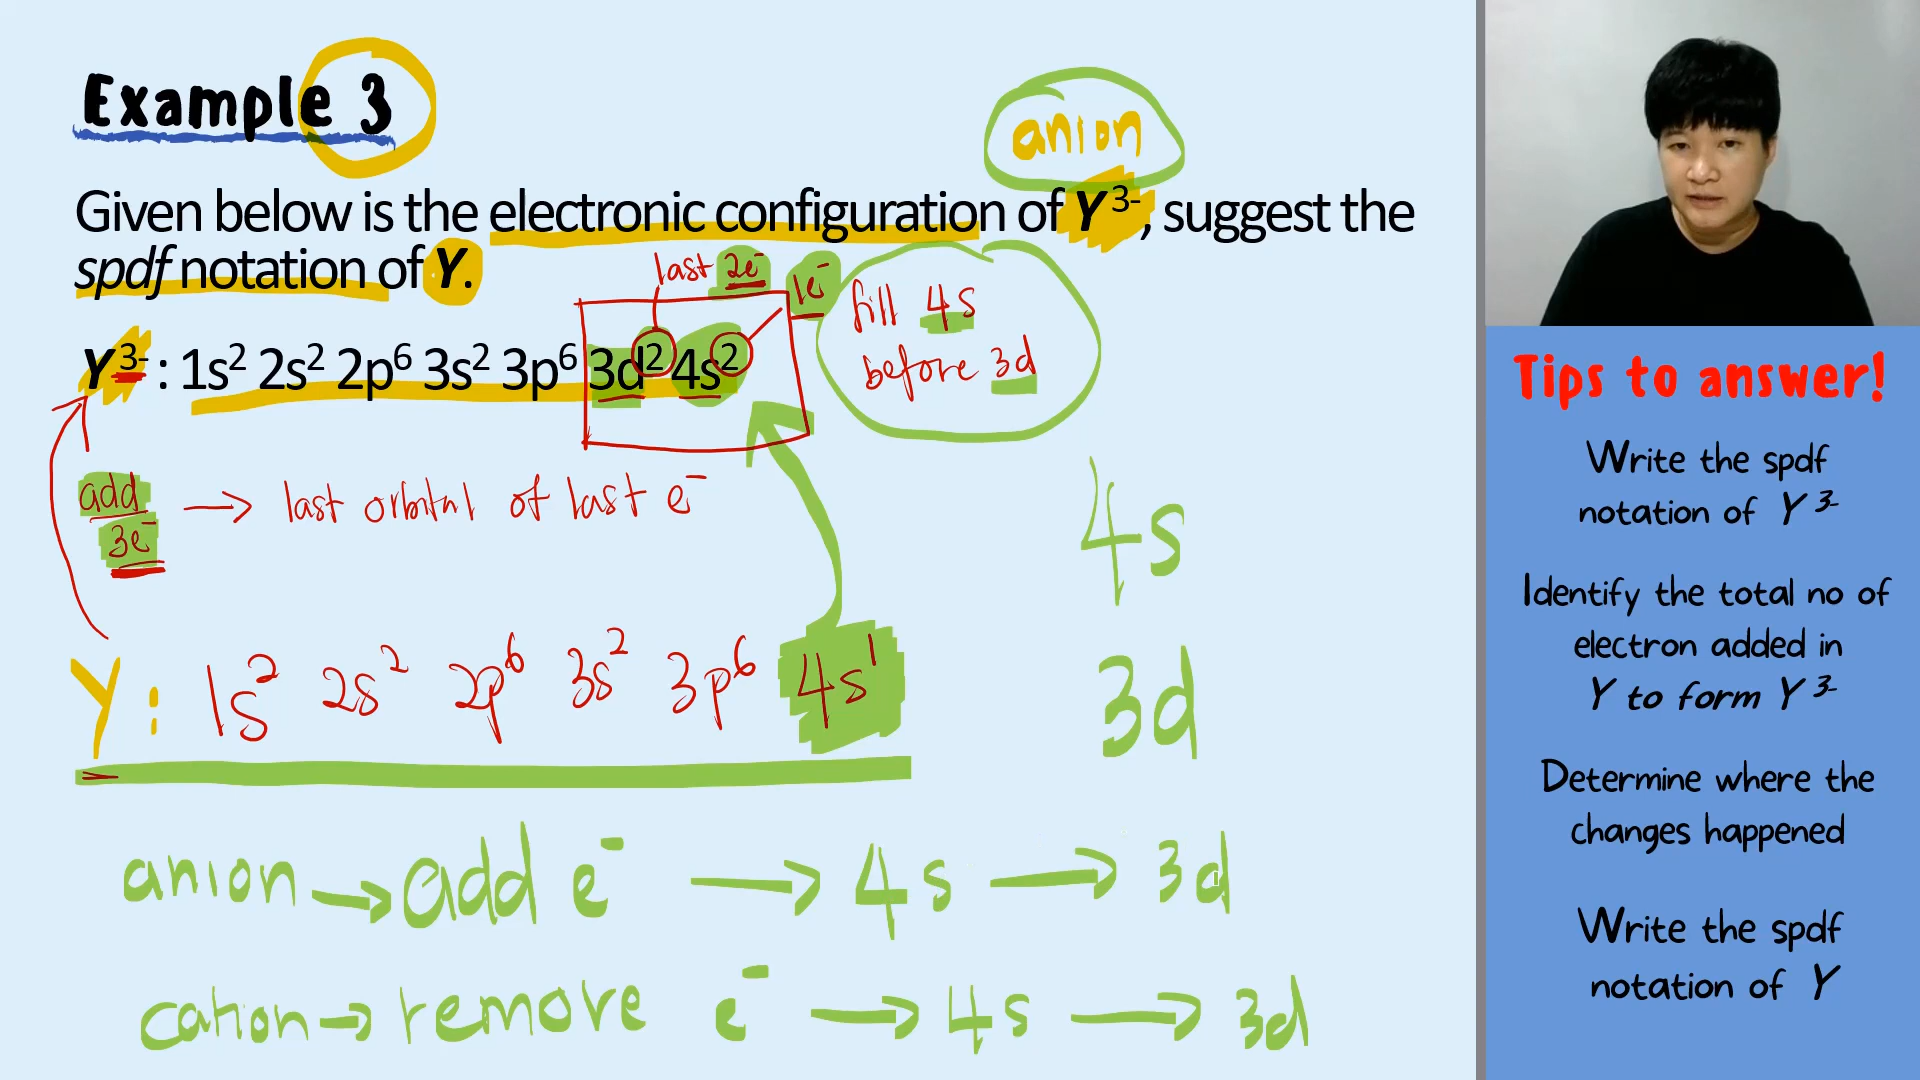 Example 3
anion
Given below is the electronic configuration of Y³⁻, suggest the
spdf notation of Y.
last 2e⁻
1e⁻
fill 4s
before 3d
Y³⁻ : 1s² 2s² 2p⁶ 3s² 3p⁶ 3d² 4s²
add
3e⁻
→ last orbital of last e⁻
4s
3d
Y : 1s² 2s² 2p⁶ 3s² 3p⁶ 4s¹
anion → add e⁻ → 4s → 3d
cation → remove e⁻ → 4s → 3d
Tips to answer!
Write the spdf
notation of Y³⁻
Identify the total no of
electron added in
Y to form Y³⁻
Determine where the
changes happened
Write the spdf
notation of Y